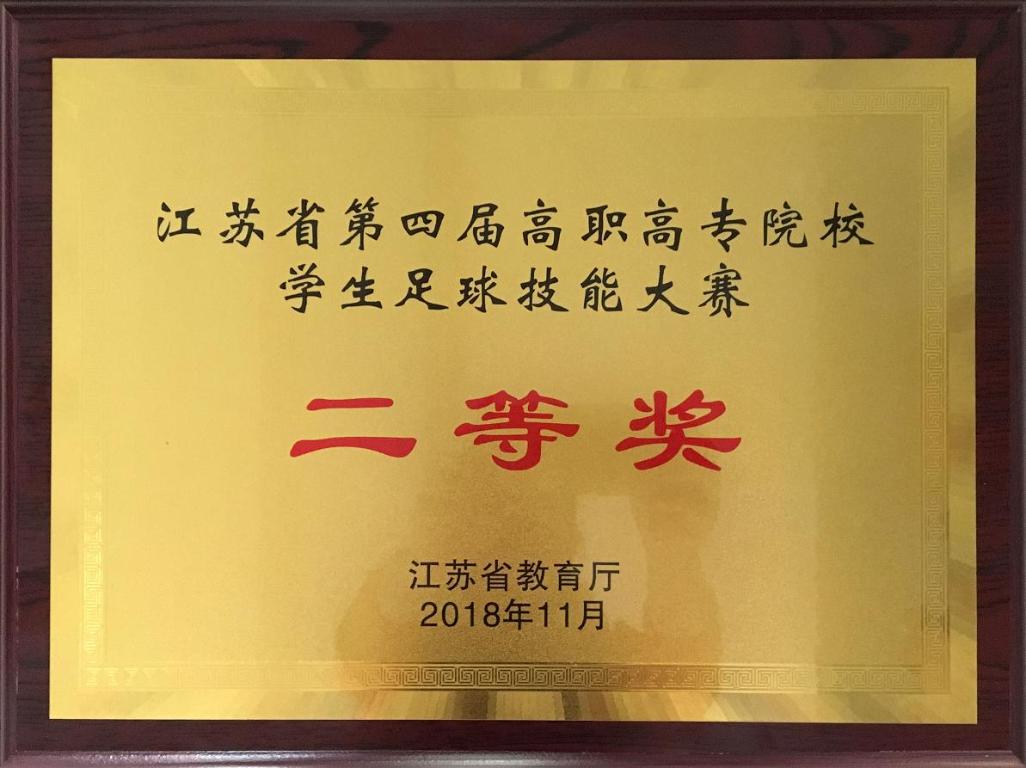 江苏省第四届高职高专院校
学生足球技能大赛
二等奖
江苏省教育厅
2018年11月